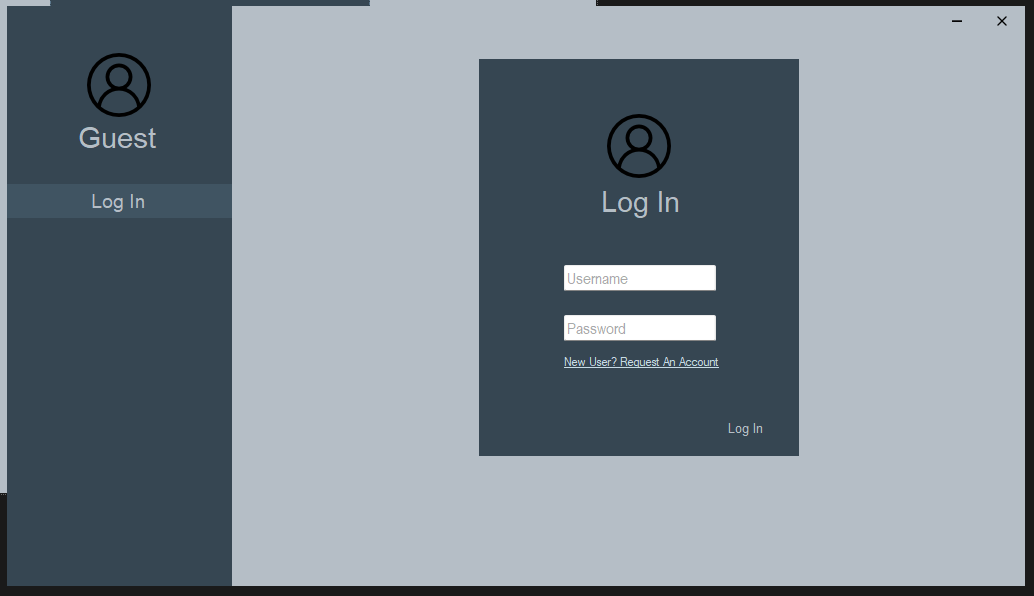 Guest
Log In
Log In
Username
Password
New User? Request An Account
Log In